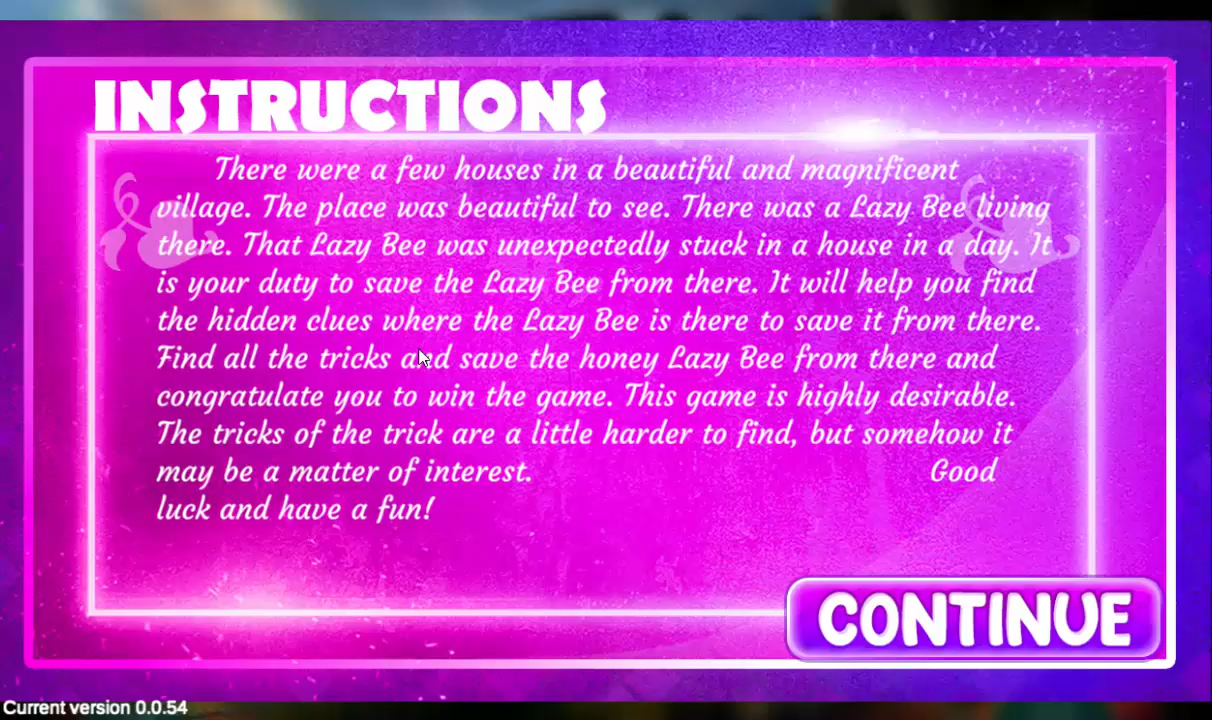 INSTRUCTIONS
There were a few houses in a beautiful and magnificent
village. The place was beautiful to see. There was a Lazy Bee living
there. That Lazy Bee was unexpectedly stuck in a house in a day. It
is your duty to save the Lazy Bee from there. It will help you find
the hidden clues where the Lazy Bee is there to save it from there.
Find all the tricks and save the honey Lazy Bee from there and
congratulate you to win the game. This game is highly desirable.
The tricks of the trick are a little harder to find, but somehow it
may be a matter of interest. Good
luck and have a fun!
CONTINUE
Current version 0.0.54